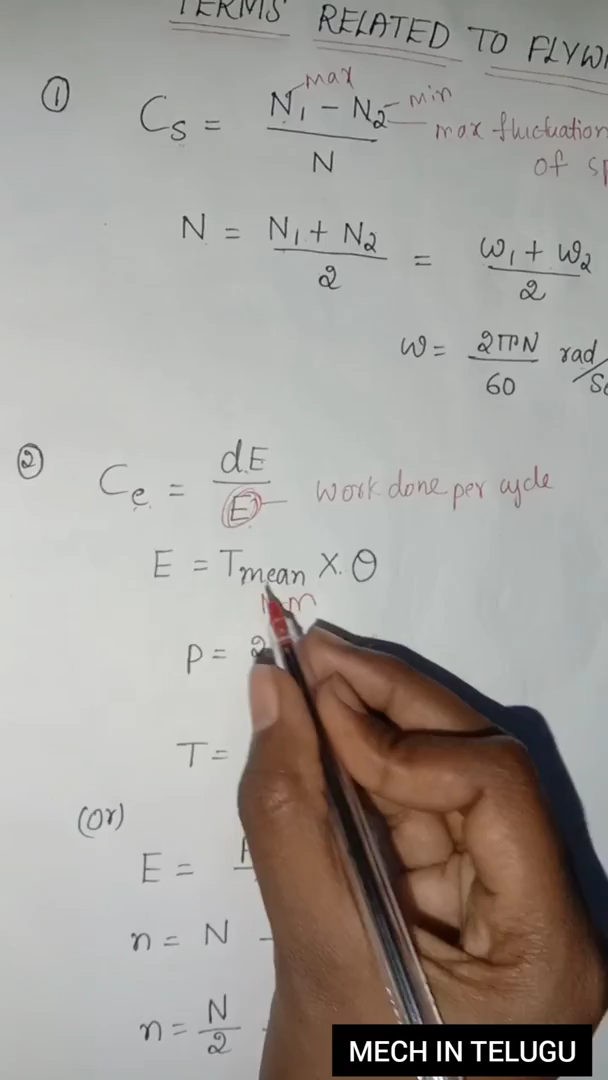 TERMS RELATED TO
① Cs = N₁ - N₂ / N
max
min
max fluctuation
of
N = N₁ + N₂ / 2 = ω₁ + ω₂ / 2
ω = 2πN / 60 rad/
② Ce = dE / E
Work done per cycle
E = Tmean × θ
P = 2
T =
(or)
E =
n = N
n = N / 2
MECH IN TELUGU